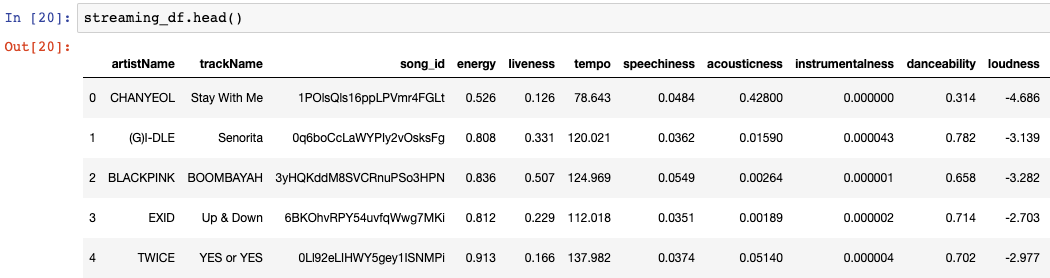 In [20]: streaming_df.head()
Out[20]:
artistName trackName song_id energy liveness tempo speechiness acousticness instrumentalness danceability loudness
0 CHANYEOL Stay With Me 1POlsQls16ppLPVmr4FGLt 0.526 0.126 78.643 0.0484 0.42800 0.000000 0.314 -4.686
1 (G)I-DLE Senorita 0q6boCcLaWYPly2vOsksFg 0.808 0.331 120.021 0.0362 0.01590 0.000043 0.782 -3.139
2 BLACKPINK BOOMBAYAH 3yHQKddM8SVCRnuPSo3HPN 0.836 0.507 124.969 0.0549 0.00264 0.000001 0.658 -3.282
3 EXID Up & Down 6BKOhvRPY54uvfqWwg7MKi 0.812 0.229 112.018 0.0351 0.00189 0.000002 0.714 -2.703
4 TWICE YES or YES 0LI92eLIHWY5gey1ISNMPi 0.913 0.166 137.982 0.0374 0.05140 0.000004 0.702 -2.977